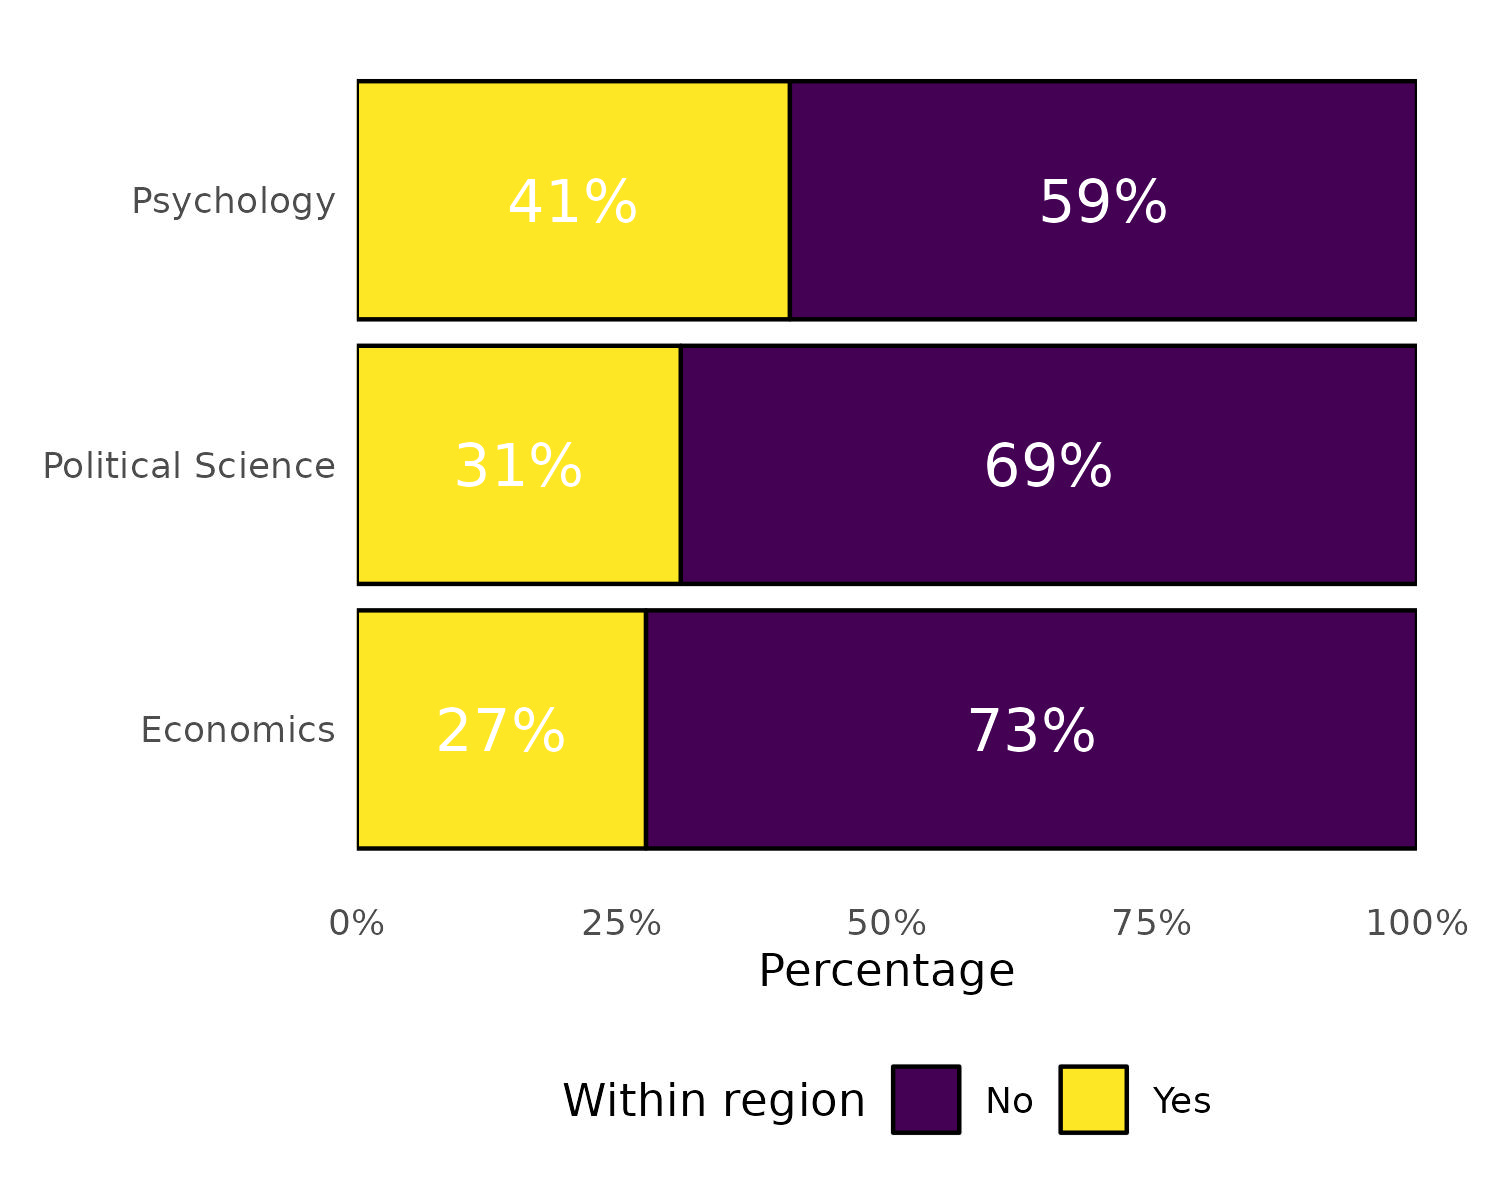 Psychology 41% 59%
Political Science 31% 69%
Economics 27% 73%
0% 25% 50% 75% 100%
Percentage
Within region No Yes